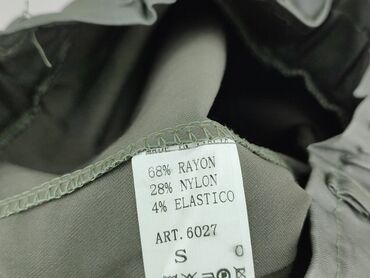 68% RAYON
28% NYLON
4% ELASTICO
ART.6027
S